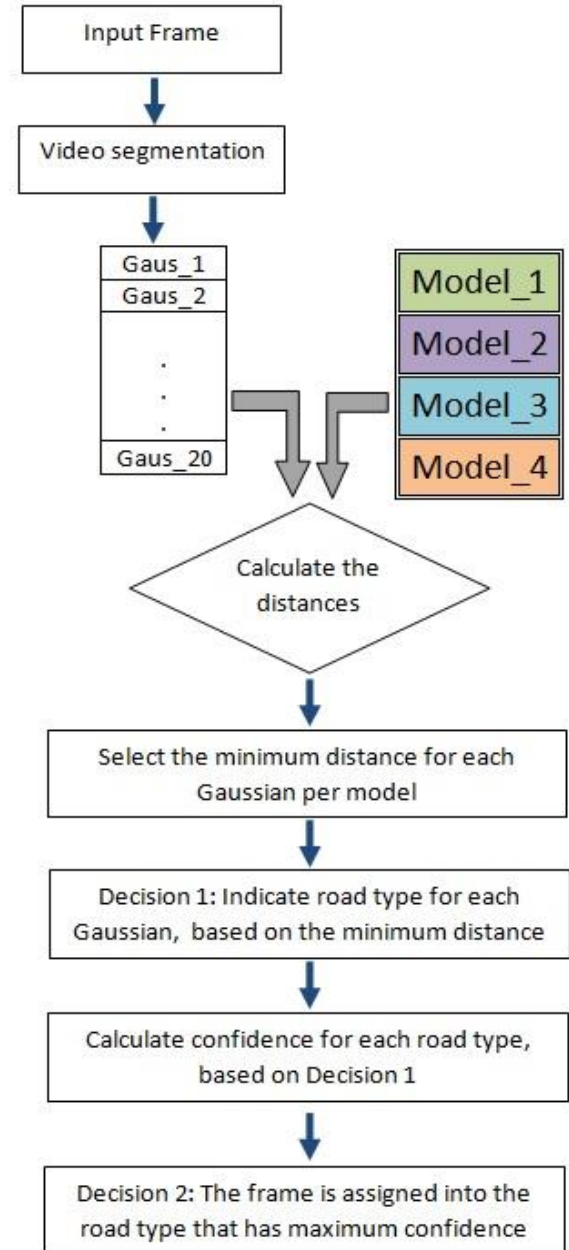 Input Frame
Video segmentation
Gaus_1
Gaus_2
.
.
.
Gaus_20
Model_1
Model_2
Model_3
Model_4
Calculate the
distances
Select the minimum distance for each
Gaussian per model
Decision 1: Indicate road type for each
Gaussian, based on the minimum distance
Calculate confidence for each road type,
based on Decision 1
Decision 2: The frame is assigned into the
road type that has maximum confidence